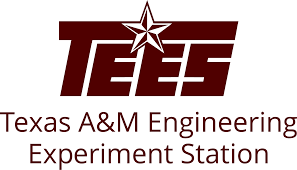 TEES
Texas A&M Engineering
Experiment Station